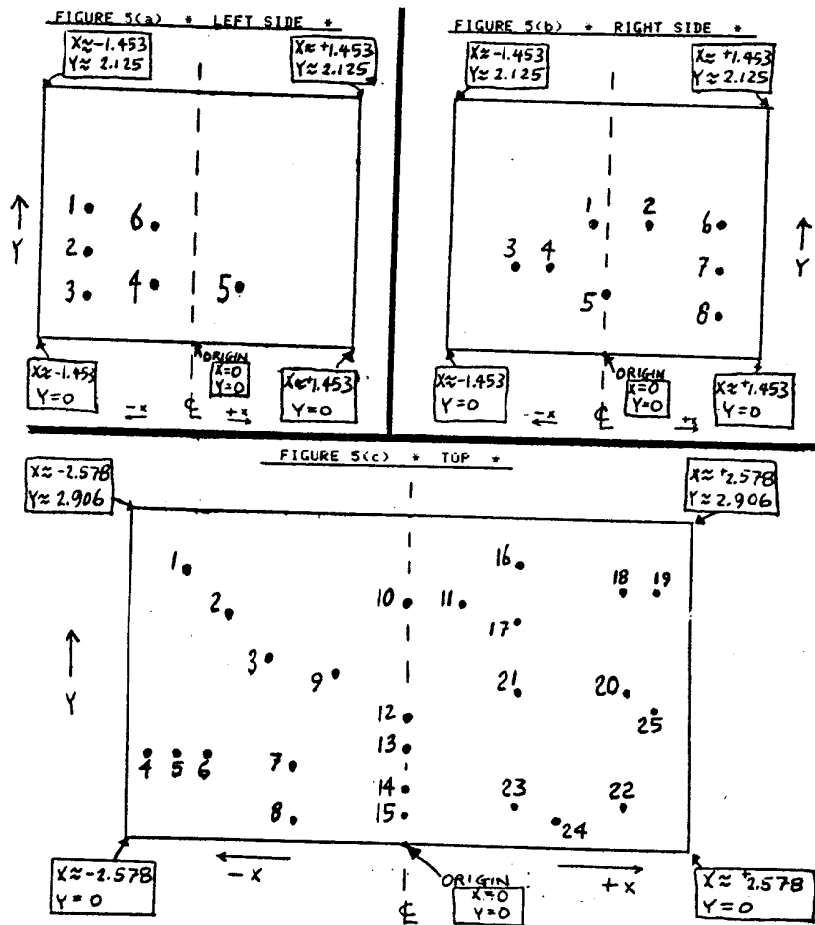 FIGURE 5(a) * LEFT SIDE *
X≈-1.453
Y≈2.125
X≈+1.453
Y≈2.125
1
6
2
3
4
5
↑
Y
X≈-1.453
Y=0
ORIGIN
X=0
Y=0
X≈+1.453
Y=0
-X
℄
+X
FIGURE 5(b) * RIGHT SIDE *
X≈-1.453
Y≈2.125
X≈+1.453
Y≈2.125
1
2
6
3
4
7
5
8
↑
Y
X≈-1.453
Y=0
ORIGIN
X=0
Y=0
X≈+1.453
Y=0
-X
℄
FIGURE 5(c) * TOP *
X≈-2.578
Y≈2.906
X≈+2.578
Y≈2.906
1
16
18
19
2
10
11
17
3
9
21
20
12
25
13
4
5
6
7
14
23
22
8
15
24
↑
Y
X≈-2.578
Y=0
-X
℄
ORIGIN
X=0
Y=0
+X
X≈+2.578
Y=0